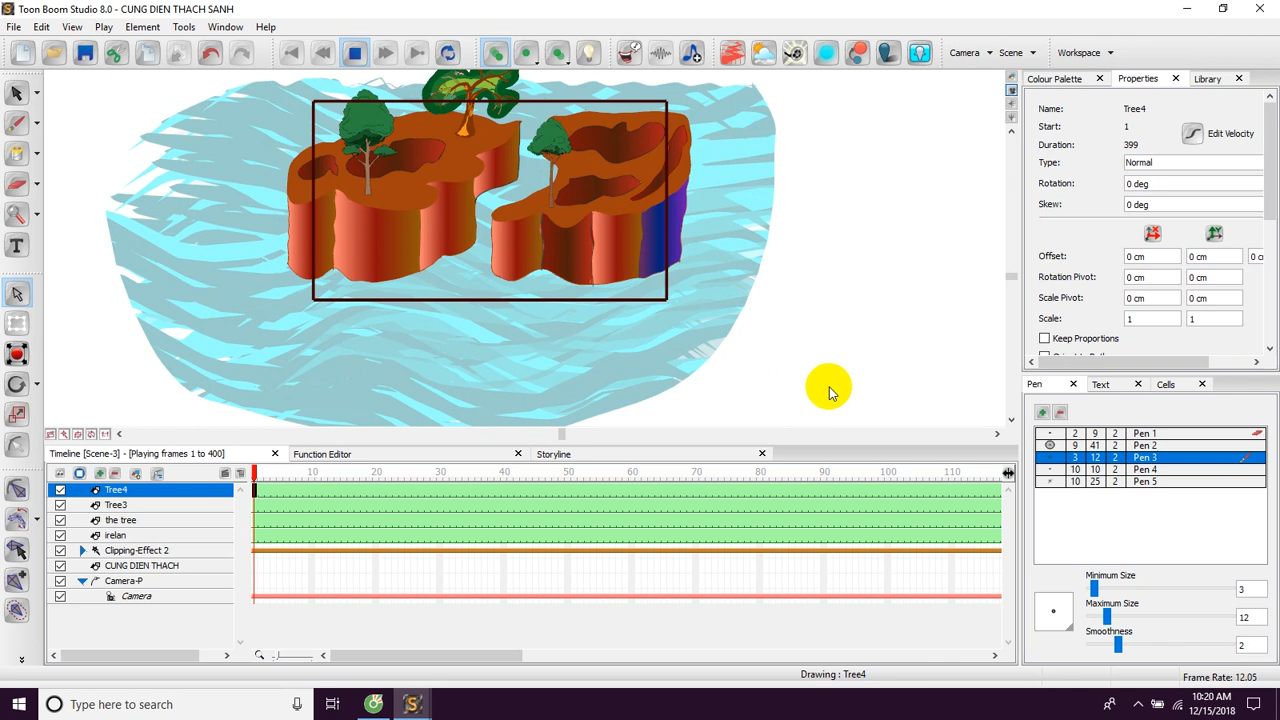 Toon Boom Studio 8.0 - CUNG DIEN THACH SANH
File Edit View Play Element Tools Window Help
Camera Scene Workspace
Colour Palette Properties Library
Name: Tree4
Start: 1
Edit Velocity
Duration: 399
Type: Normal
Rotation: 0 deg
Skew: 0 deg
Offset: 0 cm 0 cm
Rotation Pivot: 0 cm 0 cm
Scale Pivot: 0 cm 0 cm
Scale: 1 1
Keep Proportions
Pen Text Cells
2 9 2 Pen 1
9 41 2 Pen 2
3 12 2 Pen 3
10 10 2 Pen 4
10 25 2 Pen 5
Minimum Size
3
Maximum Size
12
Smoothness
2
Timeline [Scene-3] - [Playing frames 1 to 400] Function Editor Storyline
10 20 30 40 50 60 70 80 90 100 110
Tree4
Tree3
the tree
irelan
Clipping-Effect 2
CUNG DIEN THACH
Camera-P
Camera
Drawing : Tree4
Frame Rate: 12.05
Type here to search
10:20 AM
12/15/2018